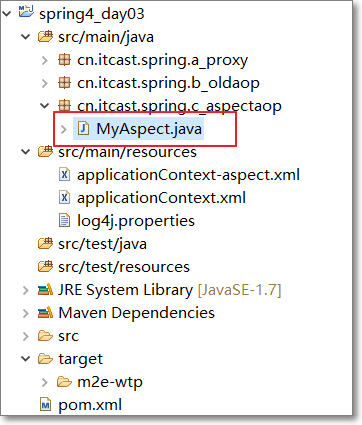 spring4_day03
src/main/java
cn.itcast.spring.a_proxy
cn.itcast.spring.b_oldaop
cn.itcast.spring.c_aspectaop
MyAspect.java
src/main/resources
applicationContext-aspect.xml
applicationContext.xml
log4j.properties
src/test/java
src/test/resources
JRE System Library [JavaSE-1.7]
Maven Dependencies
src
target
m2e-wtp
pom.xml